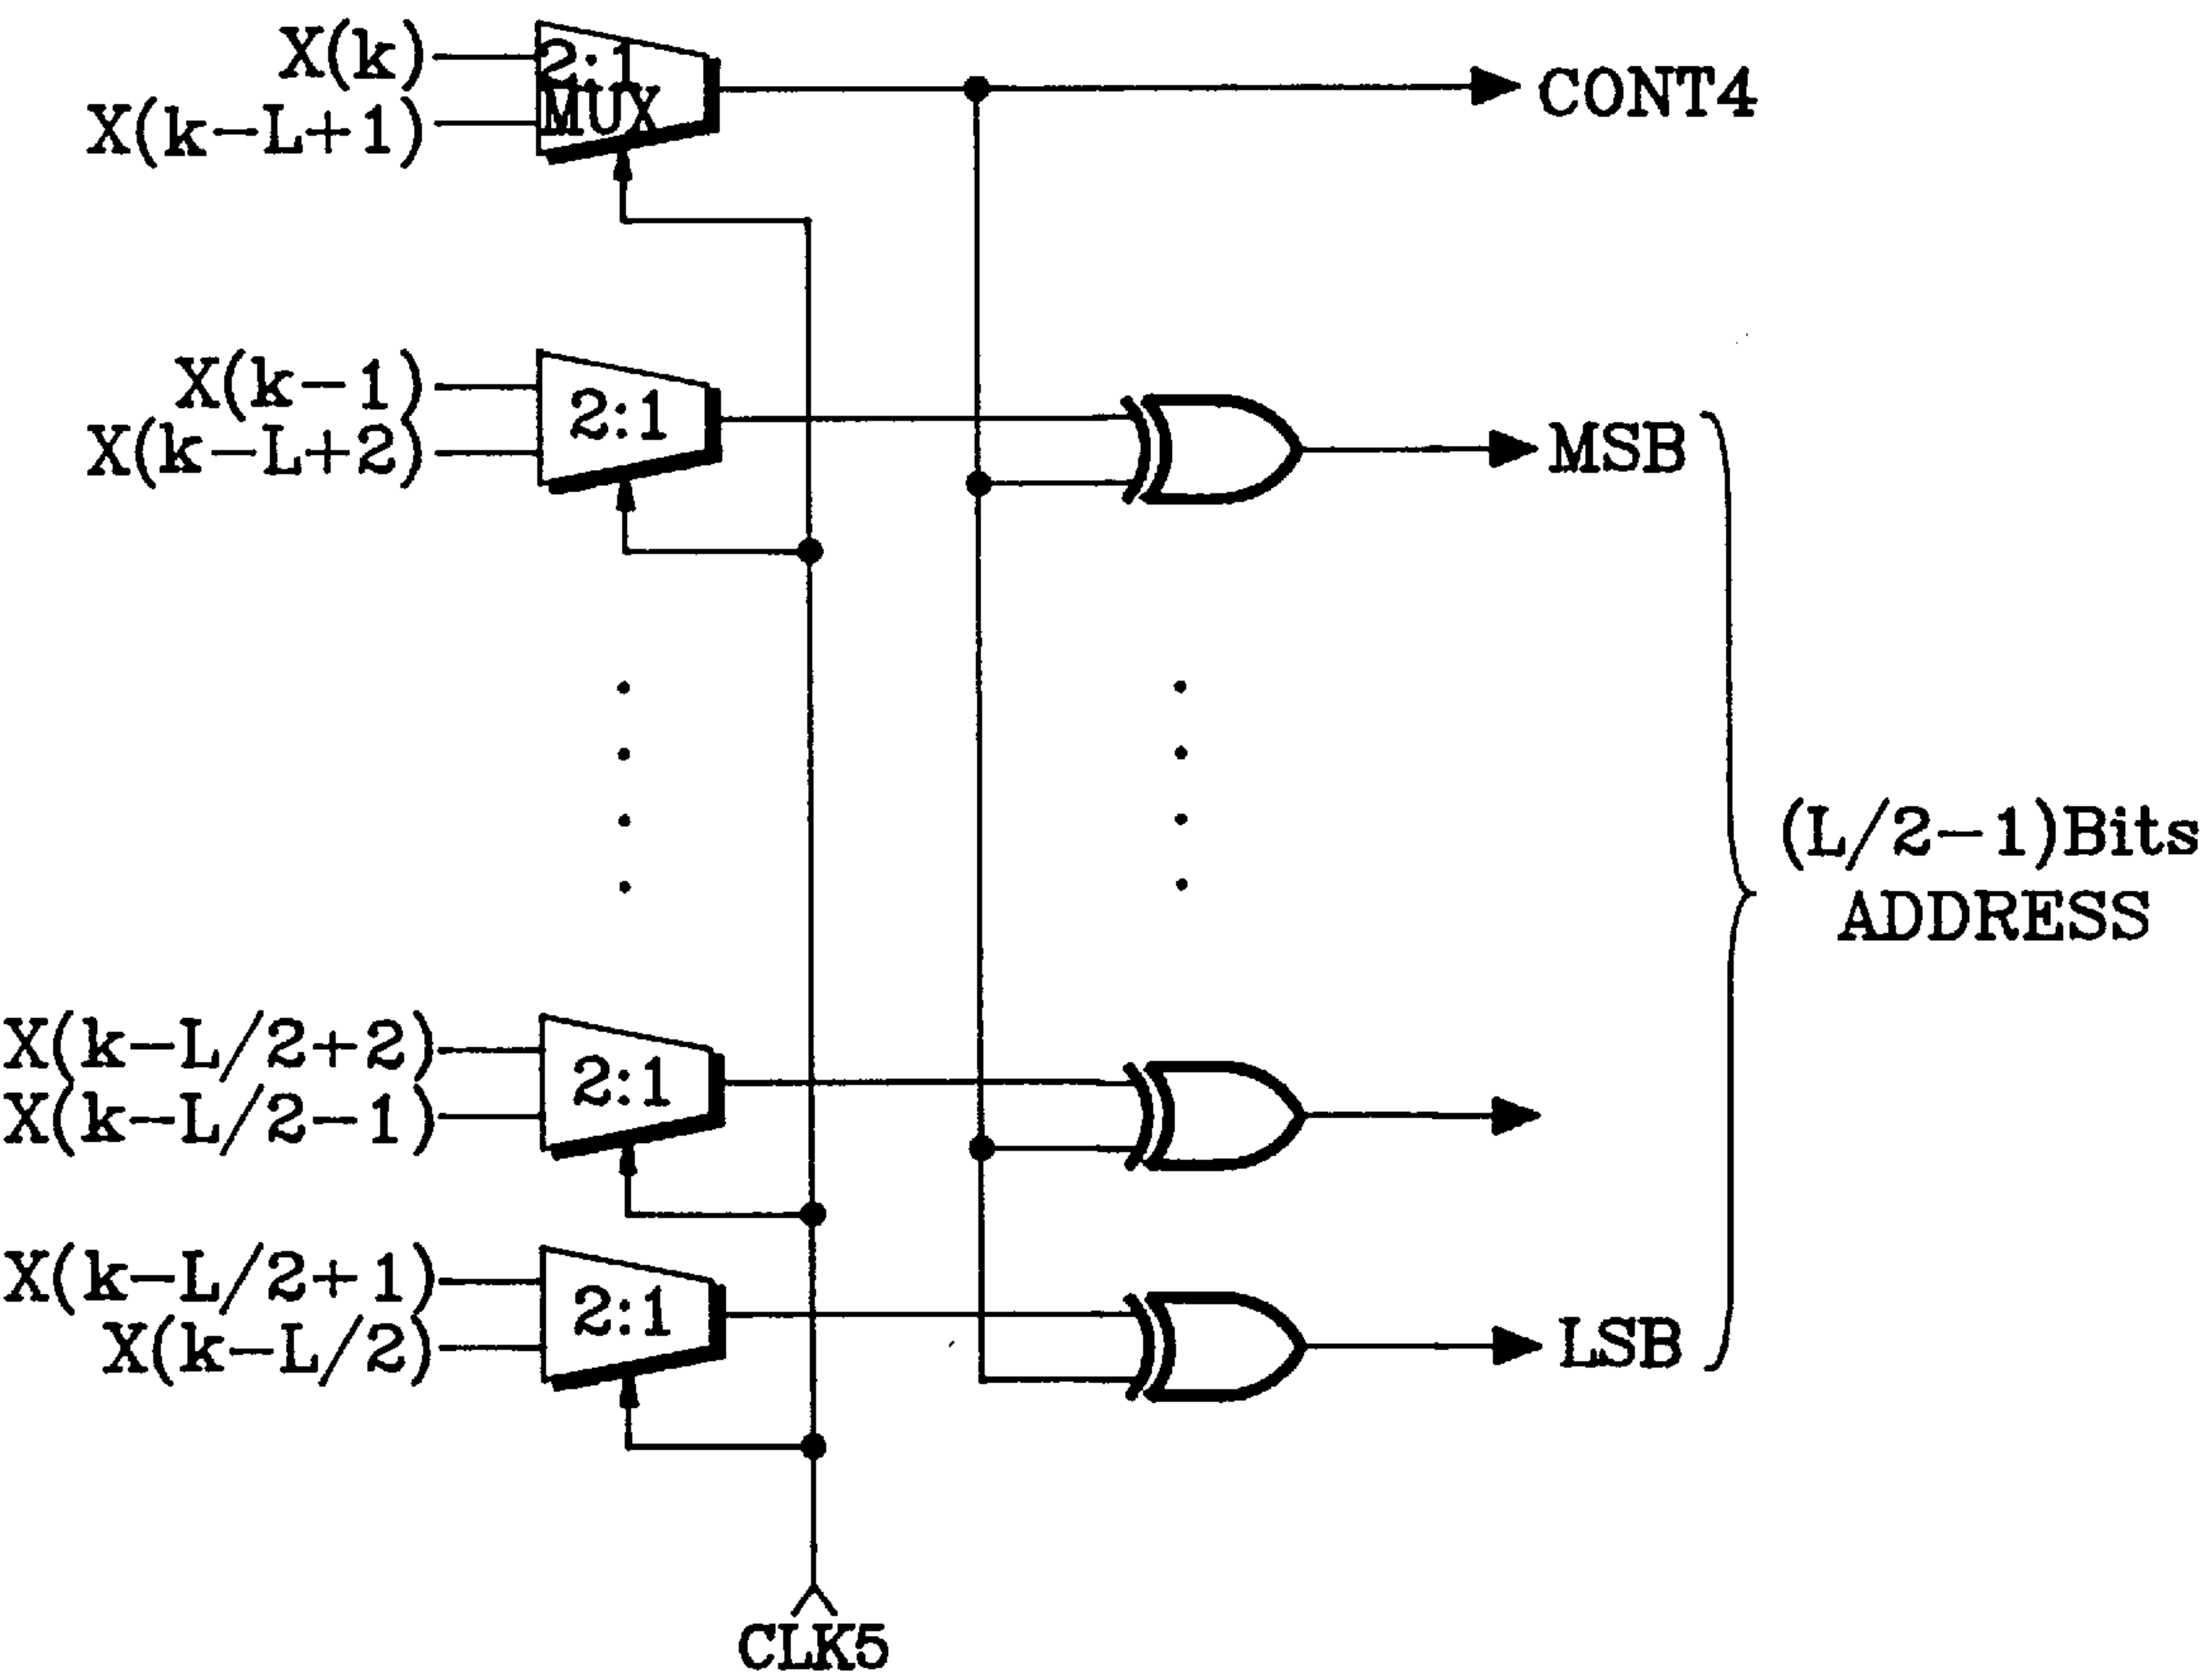 X(k)
X(k-L+1)
2:1
MUX
CONT4
X(k-1)
X(k-L+2)
2:1
MSB
(L/2-1)Bits
ADDRESS
X(k-L/2+2)
X(k-L/2-1)
2:1
X(k-L/2+1)
X(k-L/2)
2:1
LSB
CLK5